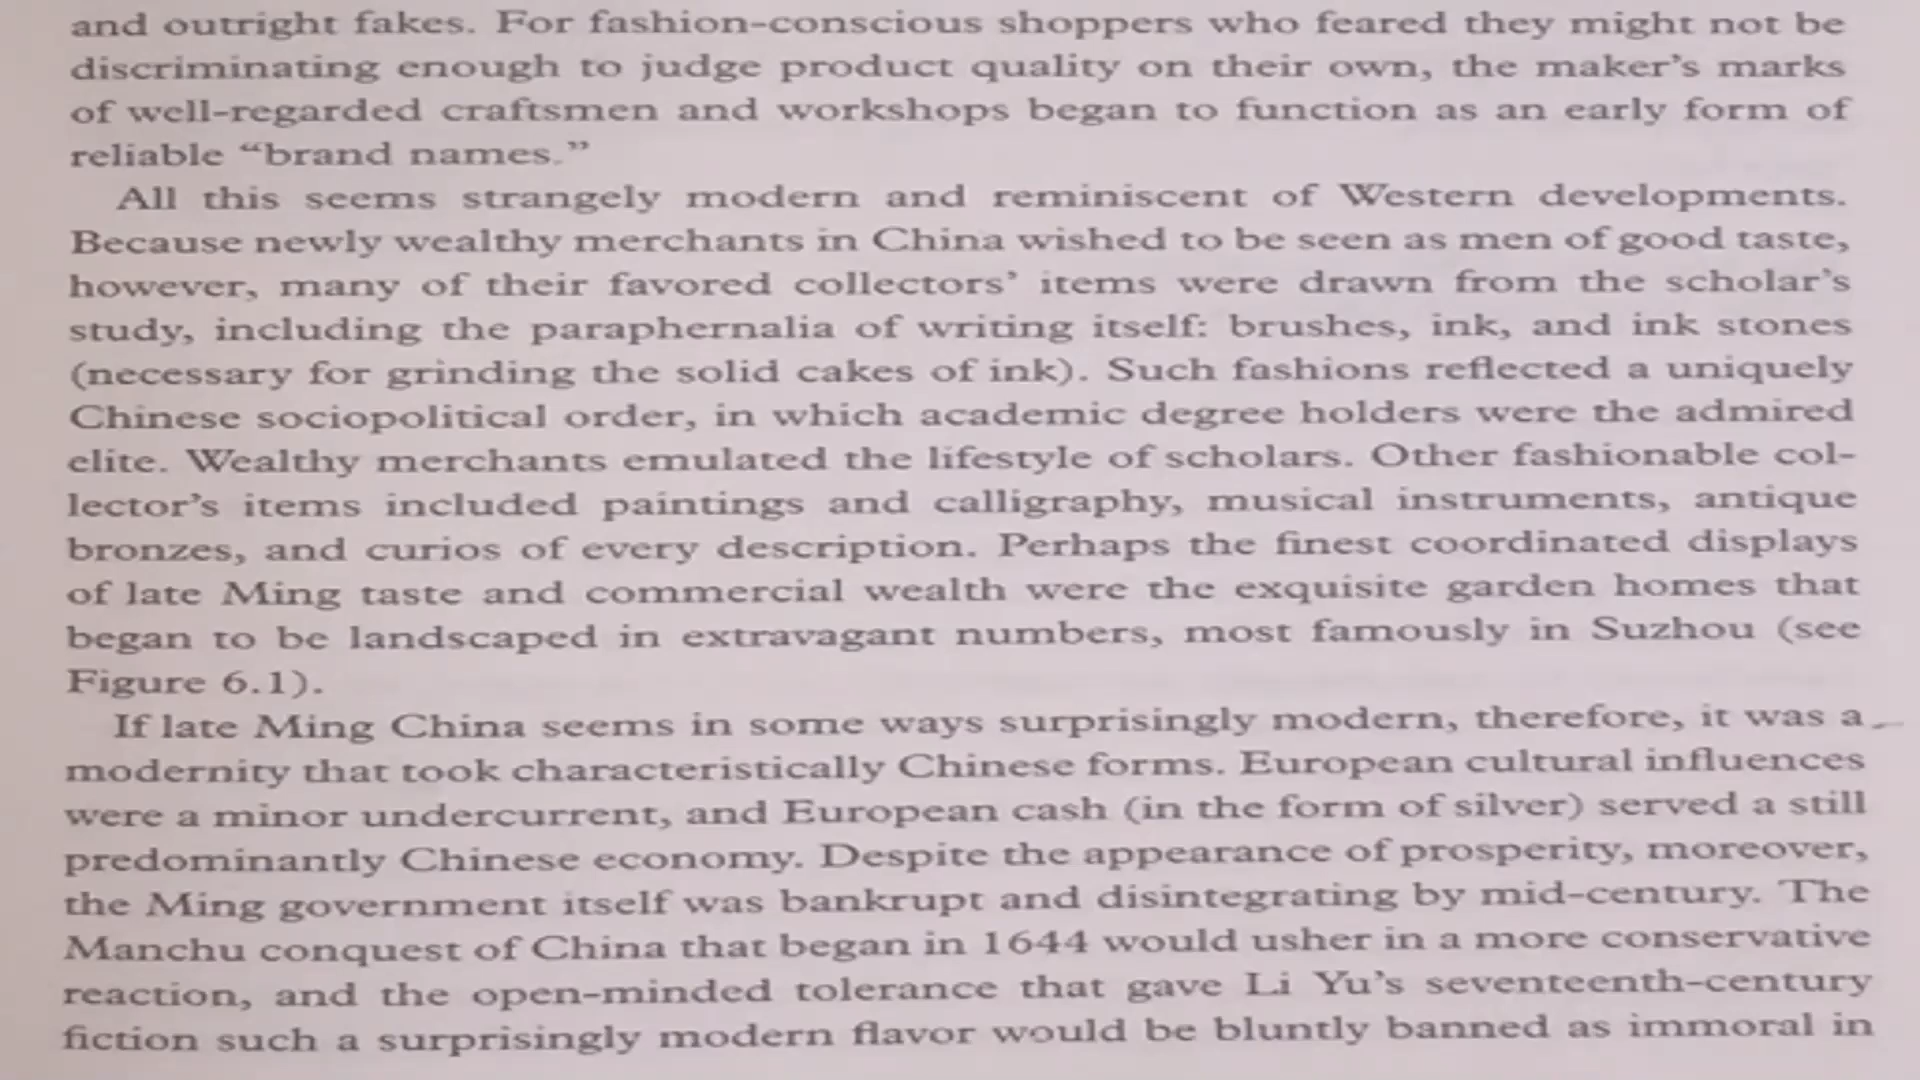 and outright fakes. For fashion-conscious shoppers who feared they might not be
discriminating enough to judge product quality on their own, the maker's marks
of well-regarded craftsmen and workshops began to function as an early form of
reliable “brand names.”
All this seems strangely modern and reminiscent of Western developments.
Because newly wealthy merchants in China wished to be seen as men of good taste,
however, many of their favored collectors’ items were drawn from the scholar’s
study, including the paraphernalia of writing itself: brushes, ink, and ink stones
(necessary for grinding the solid cakes of ink). Such fashions reflected a uniquely
Chinese sociopolitical order, in which academic degree holders were the admired
elite. Wealthy merchants emulated the lifestyle of scholars. Other fashionable col-
lector’s items included paintings and calligraphy, musical instruments, antique
bronzes, and curios of every description. Perhaps the finest coordinated displays
of late Ming taste and commercial wealth were the exquisite garden homes that
began to be landscaped in extravagant numbers, most famously in Suzhou (see
Figure 6.1).
If late Ming China seems in some ways surprisingly modern, therefore, it was a
modernity that took characteristically Chinese forms. European cultural influences
were a minor undercurrent, and European cash (in the form of silver) served a still
predominantly Chinese economy. Despite the appearance of prosperity, moreover,
the Ming government itself was bankrupt and disintegrating by mid-century. The
Manchu conquest of China that began in 1644 would usher in a more conservative
reaction, and the open-minded tolerance that gave Li Yu’s seventeenth-century
fiction such a surprisingly modern flavor would be bluntly banned as immoral in